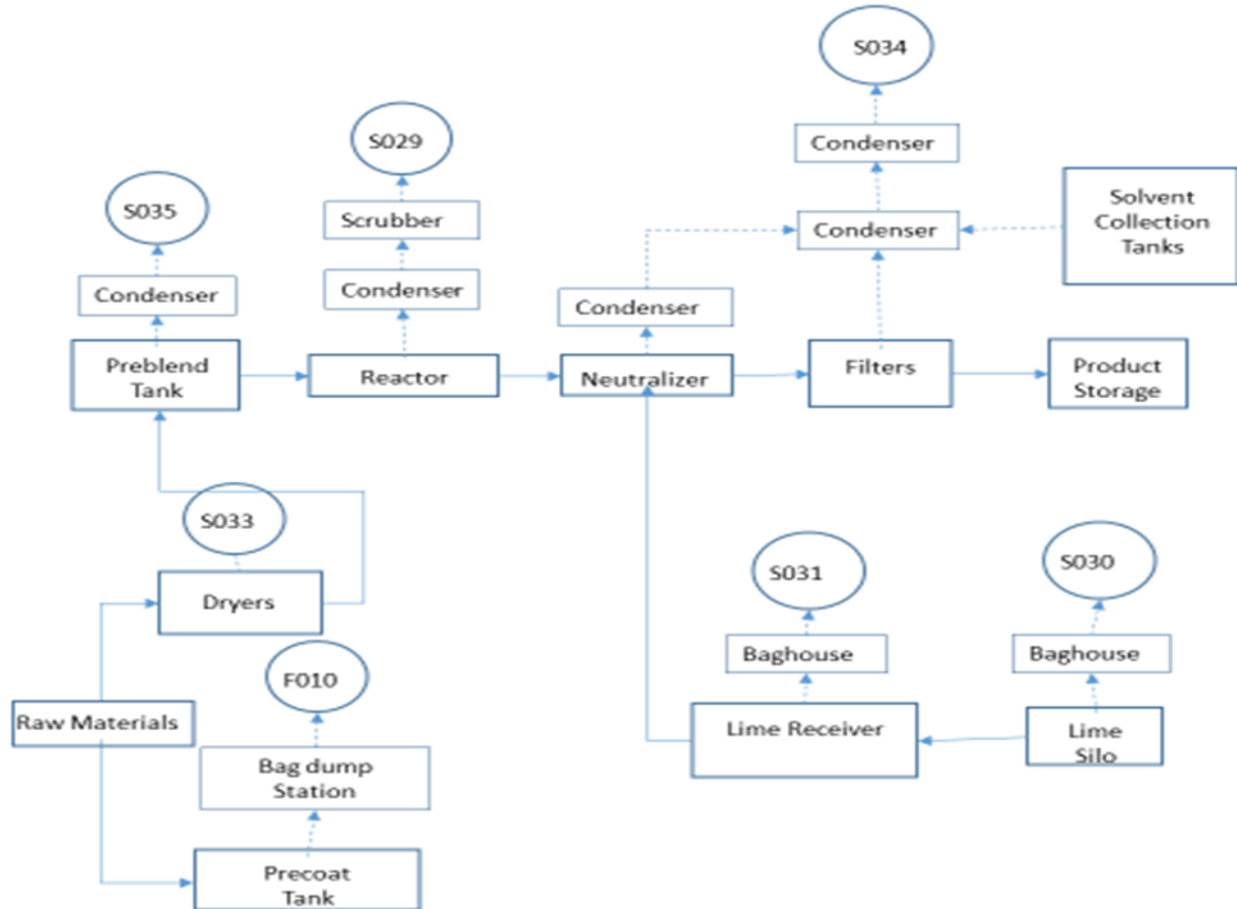 S034
S029
Condenser
S035
Scrubber
Condenser
Solvent
Collection
Tanks
Condenser
Condenser
Condenser
Preblend
Tank
Reactor
Neutralizer
Filters
Product
Storage
S033
Dryers
S031
S030
F010
Baghouse
Baghouse
Raw Materials
Lime Receiver
Lime
Silo
Bag dump
Station
Precoat
Tank